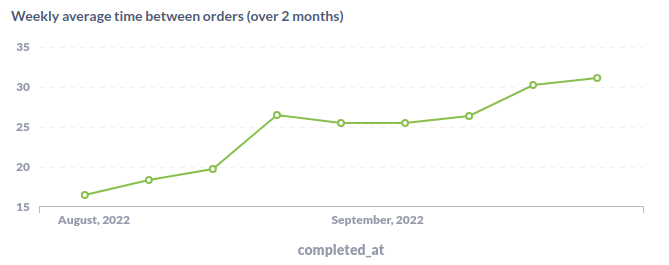 Weekly average time between orders (over 2 months)
35
30
25
20
15
August, 2022
September, 2022
completed_at